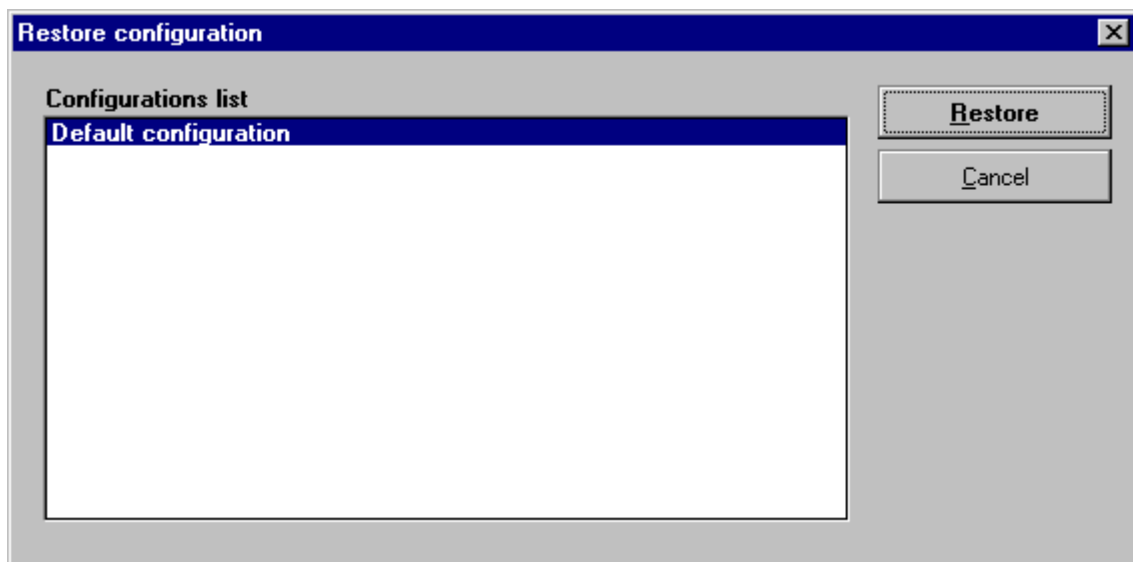 Restore configuration
Configurations list
Default configuration
Restore
Cancel